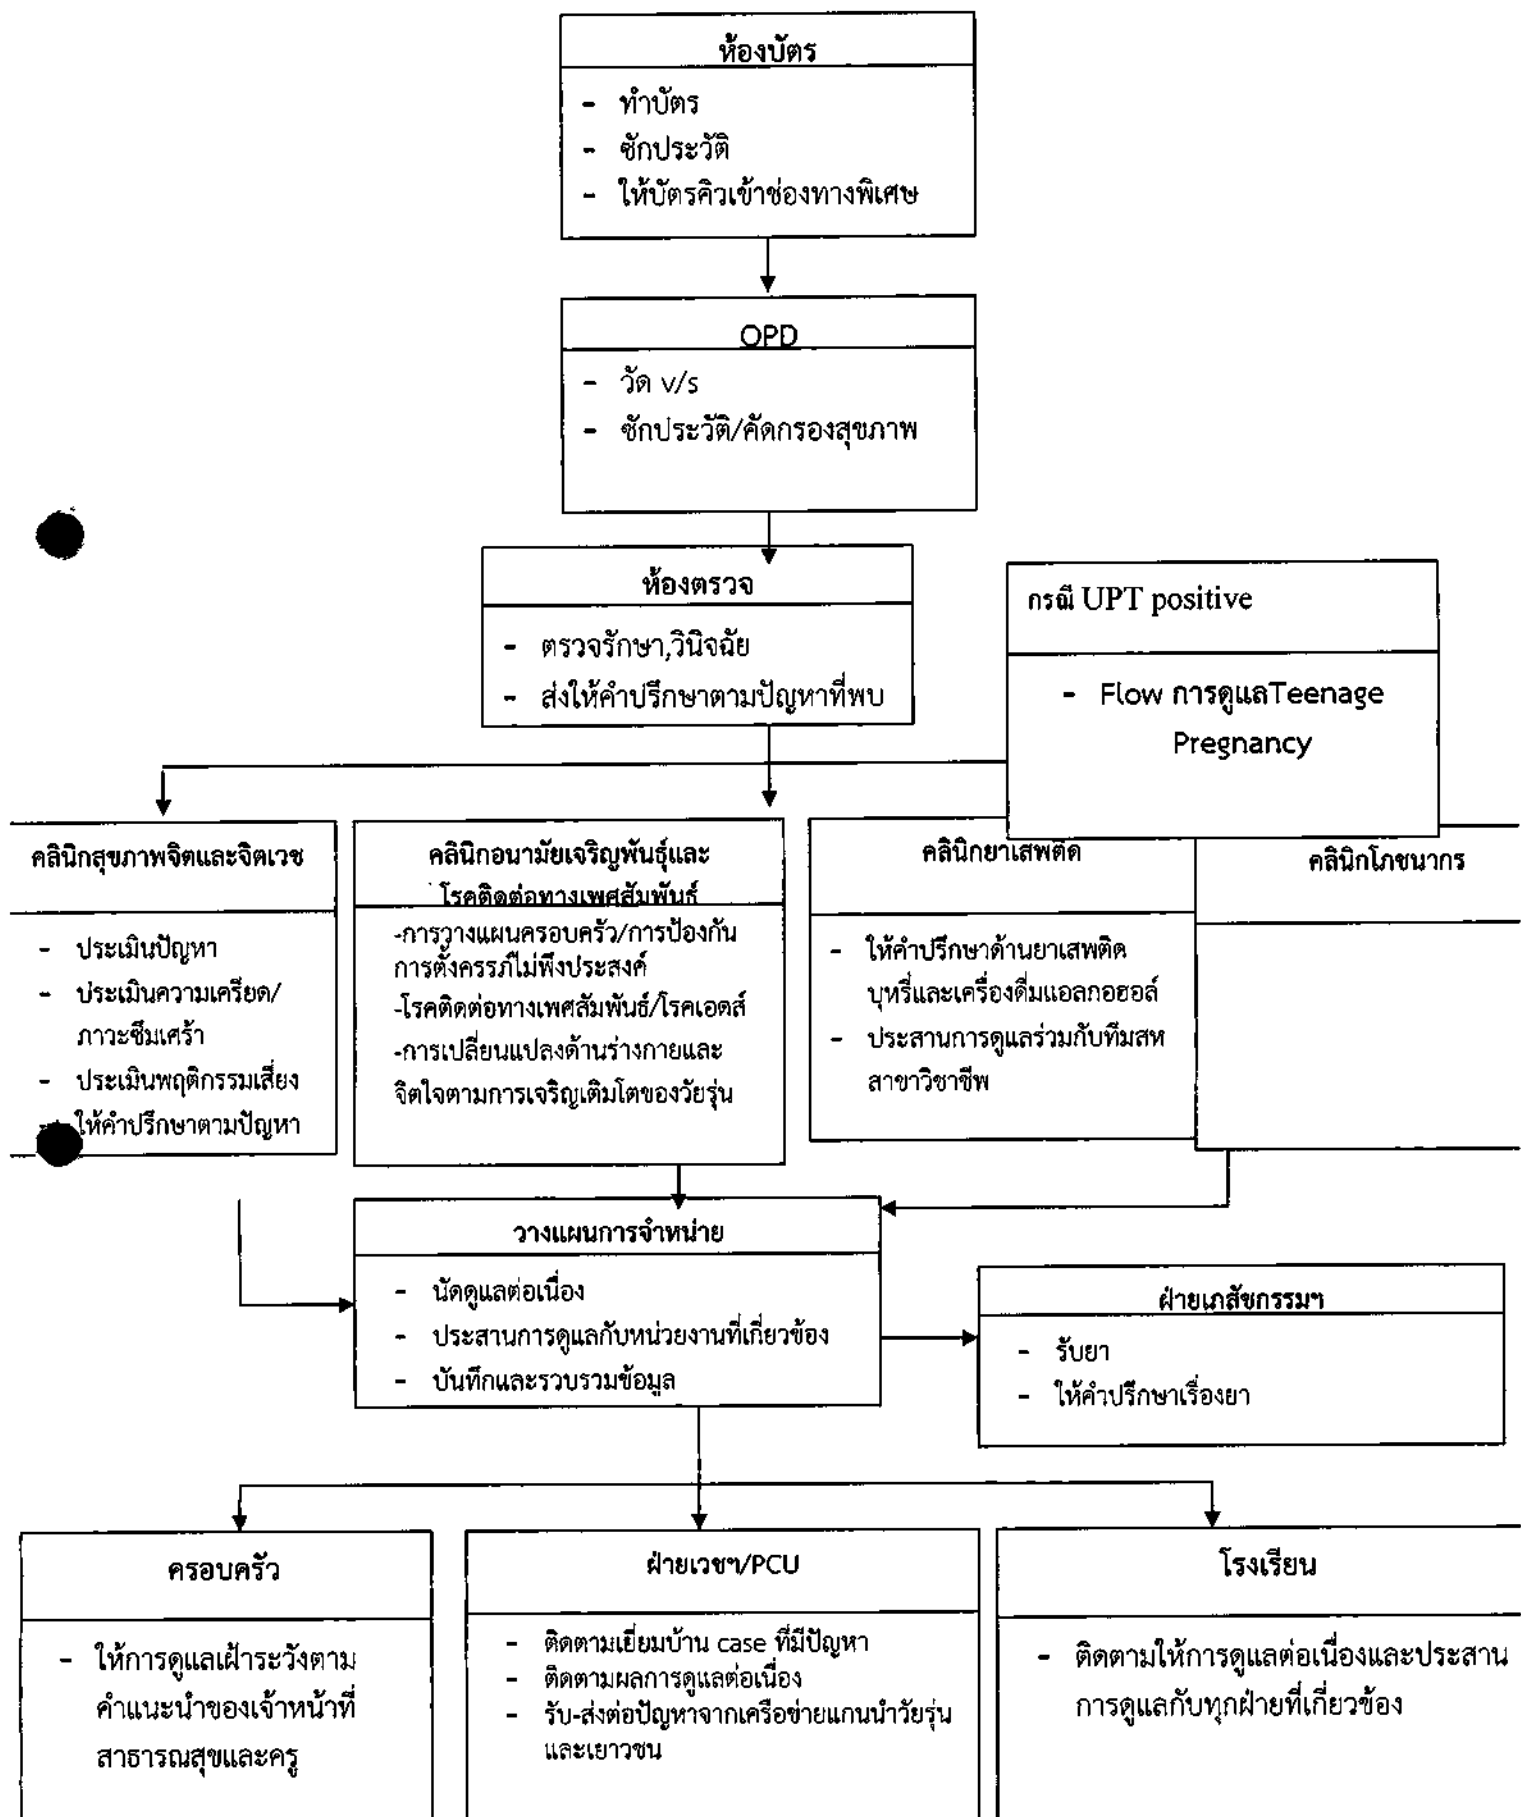 ห้องบัตร
- ทำบัตร
- ซักประวัติ
- ให้บัตรคิวเข้าช่องทางพิเศษ
OPD
- วัด v/s
- ซักประวัติ/คัดกรองสุขภาพ
ห้องตรวจ
- ตรวจรักษา,วินิจฉัย
- ส่งให้คำปรึกษาตามปัญหาที่พบ
กรณี UPT positive
- Flow การดูแลTeenage
Pregnancy
คลินิกสุขภาพจิตและจิตเวช
- ประเมินปัญหา
- ประเมินความเครียด/
ภาวะซึมเศร้า
- ประเมินพฤติกรรมเสี่ยง
- ให้คำปรึกษาตามปัญหา
คลินิกอนามัยเจริญพันธุ์และ
โรคติดต่อทางเพศสัมพันธ์
-การวางแผนครอบครัว/การป้องกัน
การตั้งครรภ์ไม่พึงประสงค์
-โรคติดต่อทางเพศสัมพันธ์/โรคเอดส์
-การเปลี่ยนแปลงด้านร่างกายและ
จิตใจตามการเจริญเติมโตของวัยรุ่น
คลินิกยาเสพติด
- ให้คำปรึกษาด้านยาเสพติด
บุหรี่และเครื่องดื่มแอลกอฮอล์
- ประสานการดูแลร่วมกับทีมสห
สาขาวิชาชีพ
คลินิกโภชนากร
วางแผนการจำหน่าย
- นัดดูแลต่อเนื่อง
- ประสานการดูแลกับหน่วยงานที่เกี่ยวข้อง
- บันทึกและรวบรวมข้อมูล
ฝ่ายเภสัชกรรมฯ
- รับยา
- ให้คำปรึกษาเรื่องยา
ครอบครัว
- ให้การดูแลเฝ้าระวังตาม
คำแนะนำของเจ้าหน้าที่
สาธารณสุขและครู
ฝ่ายเวชฯ/PCU
- ติดตามเยี่ยมบ้าน case ที่มีปัญหา
- ติดตามผลการดูแลต่อเนื่อง
- รับ-ส่งต่อปัญหาจากเครือข่ายแกนนำวัยรุ่น
และเยาวชน
โรงเรียน
- ติดตามให้การดูแลต่อเนื่องและประสาน
การดูแลกับทุกฝ่ายที่เกี่ยวข้อง